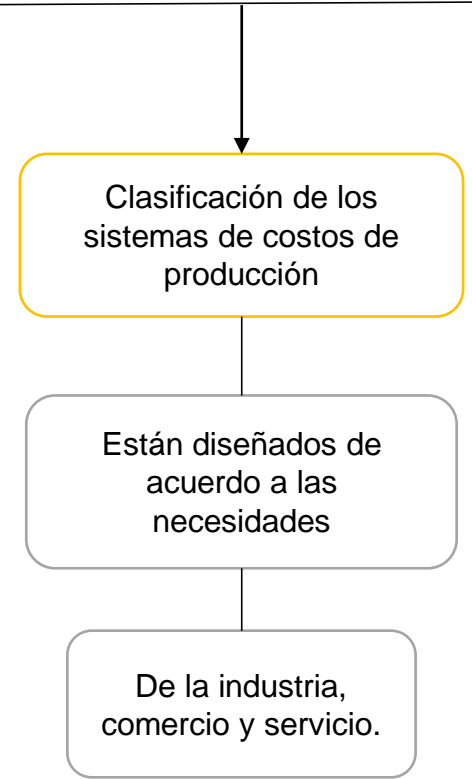 Clasificación de los
sistemas de costos de
producción
Están diseñados de
acuerdo a las
necesidades
De la industria,
comercio y servicio.